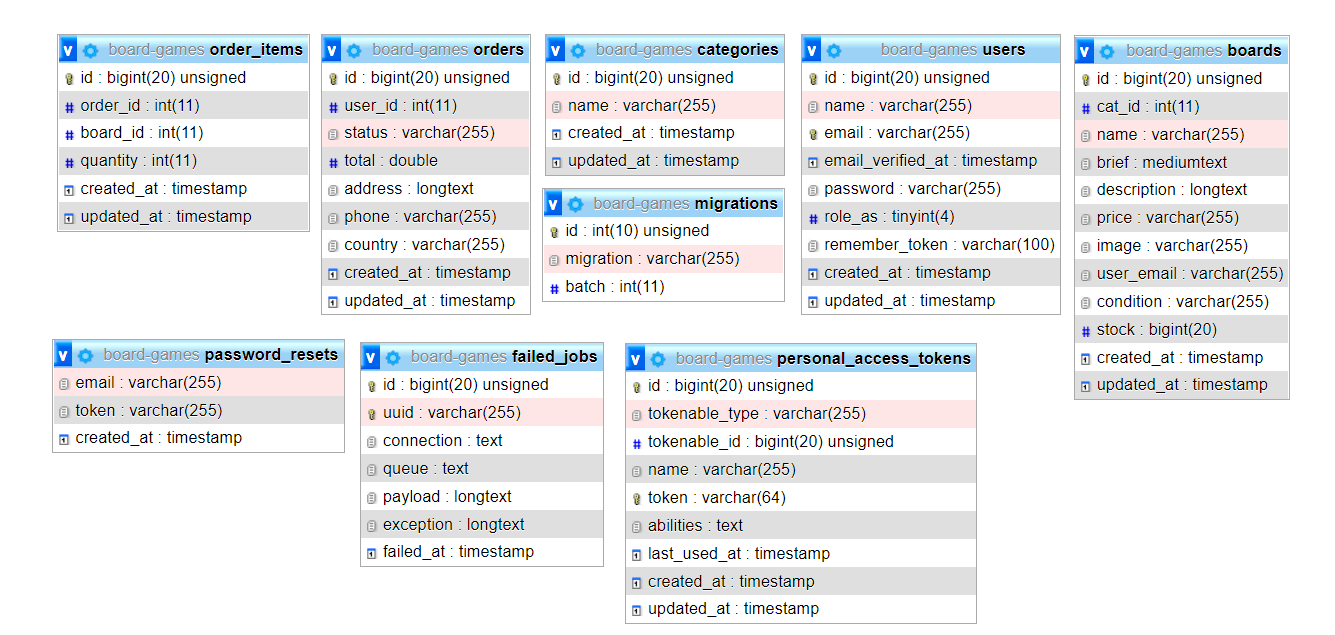 board-games order_items
id : bigint(20) unsigned
order_id : int(11)
board_id : int(11)
quantity : int(11)
created_at : timestamp
updated_at : timestamp
board-games orders
id : bigint(20) unsigned
user_id : int(11)
status : varchar(255)
total : double
address : longtext
phone : varchar(255)
country : varchar(255)
created_at : timestamp
updated_at : timestamp
board-games categories
id : bigint(20) unsigned
name : varchar(255)
created_at : timestamp
updated_at : timestamp
board-games migrations
id : int(10) unsigned
migration : varchar(255)
batch : int(11)
board-games users
id : bigint(20) unsigned
name : varchar(255)
email : varchar(255)
email_verified_at : timestamp
password : varchar(255)
role_as : tinyint(4)
remember_token : varchar(100)
created_at : timestamp
updated_at : timestamp
board-games boards
id : bigint(20) unsigned
cat_id : int(11)
name : varchar(255)
brief : mediumtext
description : longtext
price : varchar(255)
image : varchar(255)
user_email : varchar(255)
condition : varchar(255)
stock : bigint(20)
created_at : timestamp
updated_at : timestamp
board-games password_resets
email : varchar(255)
token : varchar(255)
created_at : timestamp
board-games failed_jobs
id : bigint(20) unsigned
uuid : varchar(255)
connection : text
queue : text
payload : longtext
exception : longtext
failed_at : timestamp
board-games personal_access_tokens
id : bigint(20) unsigned
tokenable_type : varchar(255)
tokenable_id : bigint(20) unsigned
name : varchar(255)
token : varchar(64)
abilities : text
last_used_at : timestamp
created_at : timestamp
updated_at : timestamp